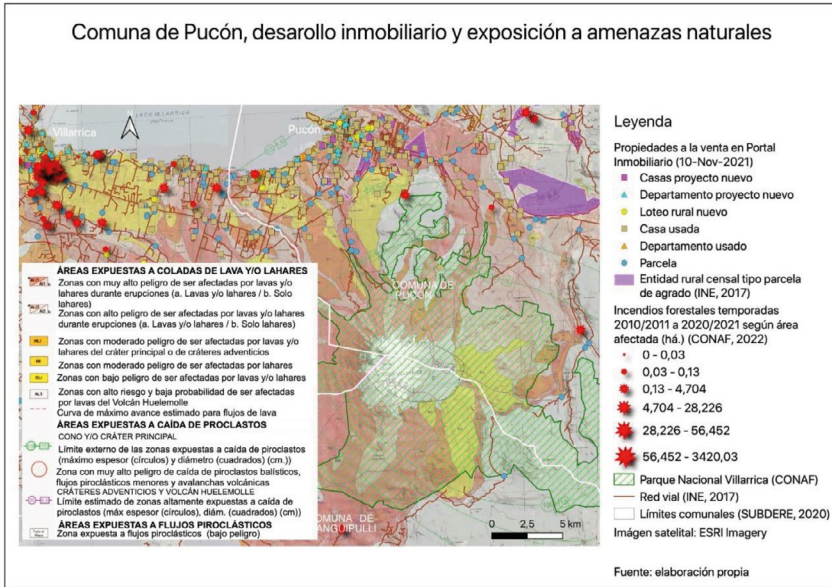 Comuna de Pucón, desarollo inmobiliario y exposición a amenazas naturales
LAGO VILLARRICA
Villarrica
Pucón
COMUNA DE
PUCÓN
COMUNA DE
ANGUIPULLI
0 2,5 5 km
ÁREAS EXPUESTAS A COLADAS DE LAVA Y/O LAHARES
Zonas con muy alto peligro de ser afectadas por lavas y/o
lahares durante erupciones (a. Lavas y/o lahares / b. Solo
lahares)
Zonas con alto peligro de ser afectadas por lavas y/o lahares
durante erupciones (a. Lavas y/o lahares / b. Solo lahares)
Zonas con moderado peligro de ser afectadas por lavas y/o
lahares del cráter principal o de cráteres adventicios
Zonas con moderado peligro de ser afectadas por lahares
Zonas con bajo peligro de ser afectadas por lavas y/o lahares
Zonas con alto riesgo y baja probabilidad de ser afectadas
por lavas del Volcán Huelemolle
Curva de máximo avance estimado para flujos de lava
ÁREAS EXPUESTAS A CAÍDA DE PROCLASTOS
CONO Y/O CRÁTER PRINCIPAL
Límite externo de las zonas expuestas a caída de piroclastos
(máximo espesor (círculos) y diámetro (cuadrados) (cm.))
Zona con muy alto peligro de caída de piroclastos balísticos,
flujos piroclásticos menores y avalanchas volcánicas
CRÁTERES ADVENTICIOS Y VOLCÁN HUELEMOLLE
Límite estimado de zonas expuestas a caída de
piroclastos (máx espesor (círculos), diám. (cuadrados) (cm))
ÁREAS EXPUESTAS A FLUJOS PIROCLÁSTICOS
Zona expuesta a flujos piroclásticos (bajo peligro)
Leyenda
Propiedades a la venta en Portal
Inmobiliario (10-Nov-2021)
Casas proyecto nuevo
Departamento proyecto nuevo
Loteo rural nuevo
Casa usada
Departamento usado
Parcela
Entidad rural censal tipo parcela
de agrado (INE, 2017)
Incendios forestales temporadas
2010/2011 a 2020/2021 según área
afectada (há.) (CONAF, 2022)
0 - 0,03
0,03 - 0,13
0,13 - 4,704
4,704 - 28,226
28,226 - 56,452
56,452 - 3420,03
Parque Nacional Villarrica (CONAF)
Red vial (INE, 2017)
Límites comunales (SUBDERE, 2020)
Imágen satelital: ESRI Imagery
Fuente: elaboración propia